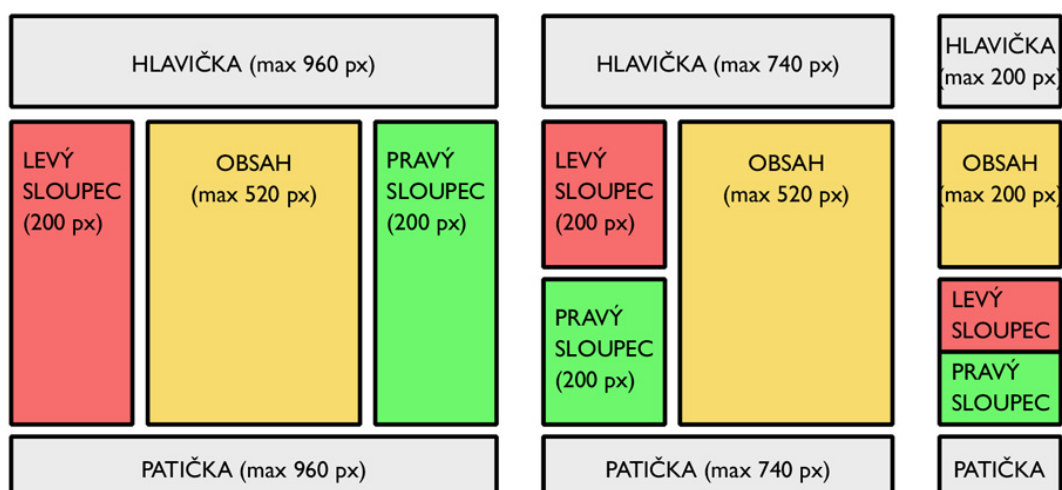 HLAVIČKA (max 960 px)
LEVÝ
SLOUPEC
(200 px)
OBSAH
(max 520 px)
PRAVÝ
SLOUPEC
(200 px)
PATIČKA (max 960 px)
HLAVIČKA (max 740 px)
LEVÝ
SLOUPEC
(200 px)
PRAVÝ
SLOUPEC
(200 px)
OBSAH
(max 520 px)
PATIČKA (max 740 px)
HLAVIČKA
(max 200 px)
OBSAH
(max 200 px)
LEVÝ
SLOUPEC
PRAVÝ
SLOUPEC
PATIČKA